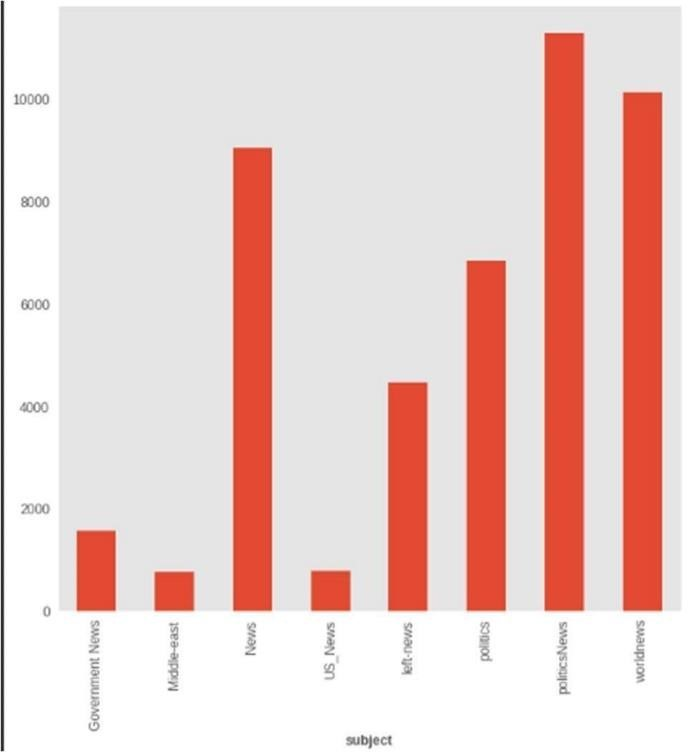 10000
8000
6000
4000
2000
0
Government News
Middle-east
News
US_News
left-news
politics
politicsNews
worldnews
subject